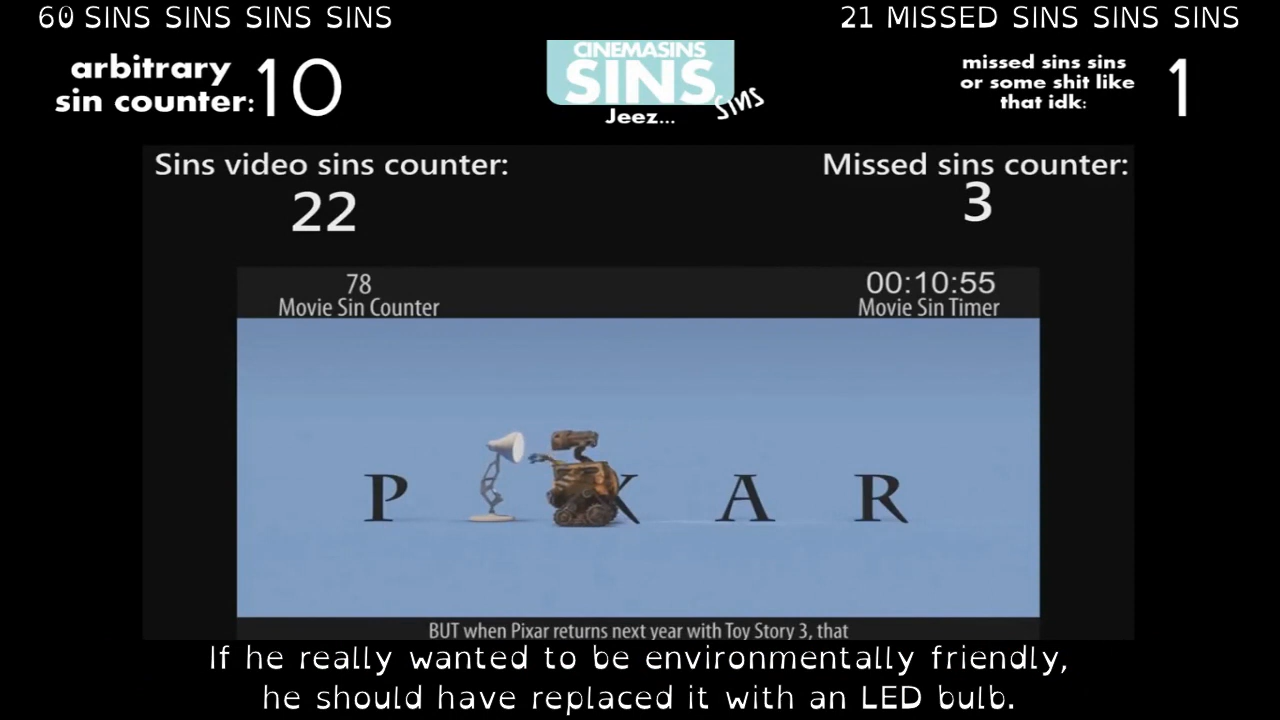 60 SINS SINS SINS SINS
21 MISSED SINS SINS SINS
arbitrary
sin counter: 10
CINEMASINS
SINS
SINS
Jeez...
missed sins sins
or some shit like
that idk:
1
Sins video sins counter:
22
Missed sins counter:
3
78
Movie Sin Counter
00:10:55
Movie Sin Timer
P X A R
BUT when Pixar returns next year with Toy Story 3, that
If he really wanted to be environmentally friendly,
he should have replaced it with an LED bulb.